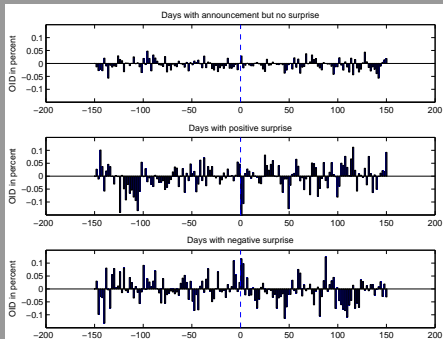 Days with announcement but no surprise
OID in percent
0.1
0.05
0
−0.05
−0.1
−200 −150 −100 −50 0 50 100 150 200
Days with positive surprise
OID in percent
0.1
0.05
0
−0.05
−0.1
−200 −150 −100 −50 0 50 100 150 200
Days with negative surprise
OID in percent
0.1
0.05
0
−0.05
−0.1
−200 −150 −100 −50 0 50 100 150 200